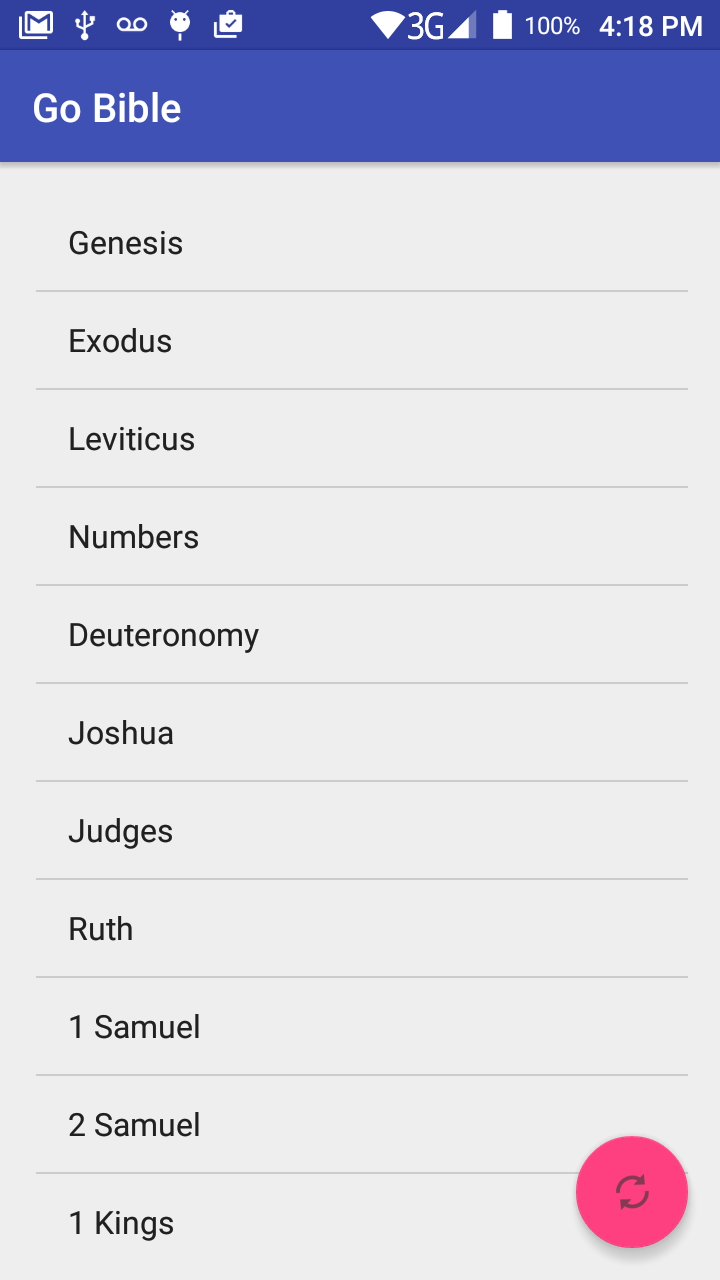 3G 100% 4:18 PM
Go Bible
Genesis
Exodus
Leviticus
Numbers
Deuteronomy
Joshua
Judges
Ruth
1 Samuel
2 Samuel
1 Kings